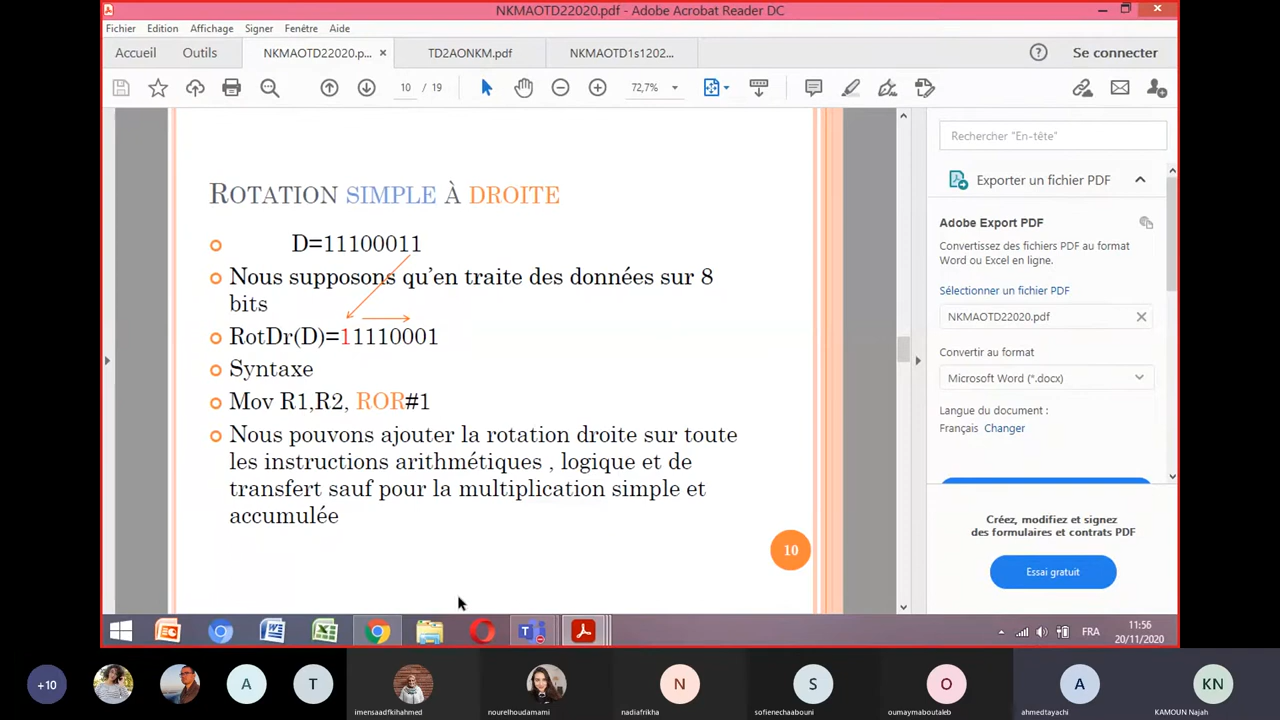 NKMAOTD22020.pdf - Adobe Acrobat Reader DC
Fichier Edition Affichage Signer Fenêtre Aide
Accueil Outils NKMAOTD22020.p... × TD2AONKM.pdf NKMAOTD1s1202... Se connecter
10 / 19 72,7%
ROTATION SIMPLE À DROITE
D=11100011
Nous supposons qu'en traite des données sur 8
bits
RotDr(D)=11110001
Syntaxe
Mov R1,R2, ROR#1
Nous pouvons ajouter la rotation droite sur toute
les instructions arithmétiques , logique et de
transfert sauf pour la multiplication simple et
accumulée
10
Rechercher "En-tête"
Exporter un fichier PDF
Adobe Export PDF
Convertissez des fichiers PDF au format
Word ou Excel en ligne.
Sélectionner un fichier PDF
NKMAOTD22020.pdf
Convertir au format
Microsoft Word (*.docx)
Langue du document :
Français Changer
Créez, modifiez et signez
des formulaires et contrats PDF
Essai gratuit
FRA
11:56
20/11/2020
+10 A T N S O A KN
imensaadfkihahmed nourelhoudamami nadiafrikha sofienechaabouni oumaymaboutaleb ahmedtayachi KAMOUN Najah